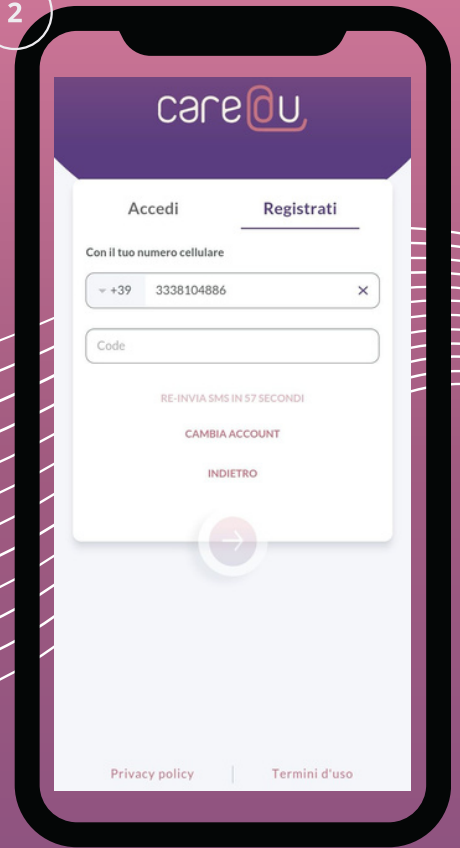 2
care@u
Accedi Registrati
Con il tuo numero cellulare
+39 3338104886
Code
RE-INVIA SMS IN 57 SECONDI
CAMBIA ACCOUNT
INDIETRO
Privacy policy Termini d'uso